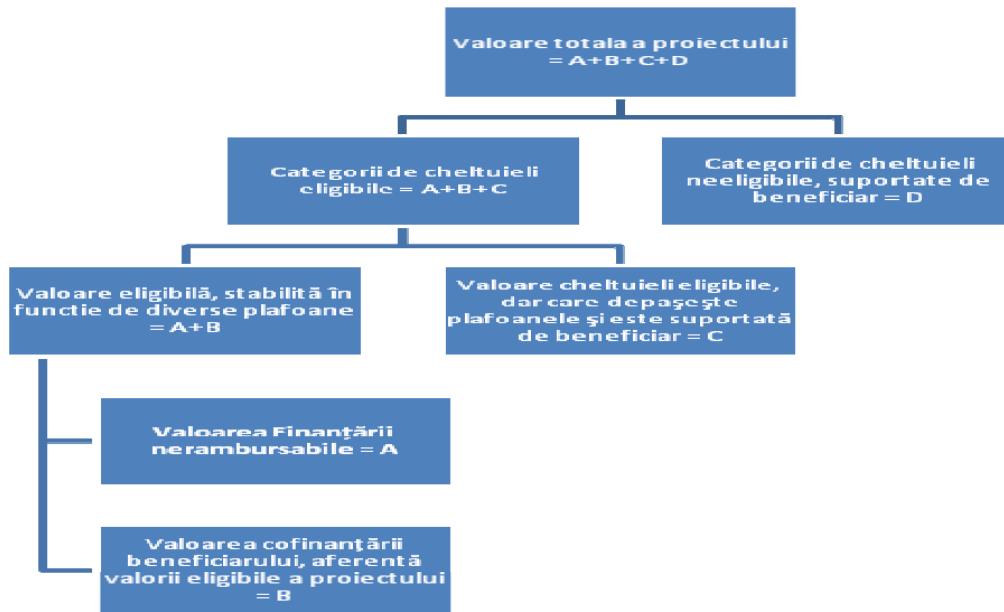 Valoare totala a proiectului
= A+B+C+D
Categorii de cheltuieli
eligibile = A+B+C
Categorii de cheltuieli
neeligibile, suportate de
beneficiar = D
Valoare eligibilă, stabilită în
functie de diverse plafoane
= A+B
Valoare cheltuieli eligibile,
dar care depaşeşte
plafoanele şi este suportată
de beneficiar = C
Valoarea Finanţării
nerambursabile = A
Valoarea cofinanţării
beneficiarului, aferentă
valorii eligibile a proiectului
= B